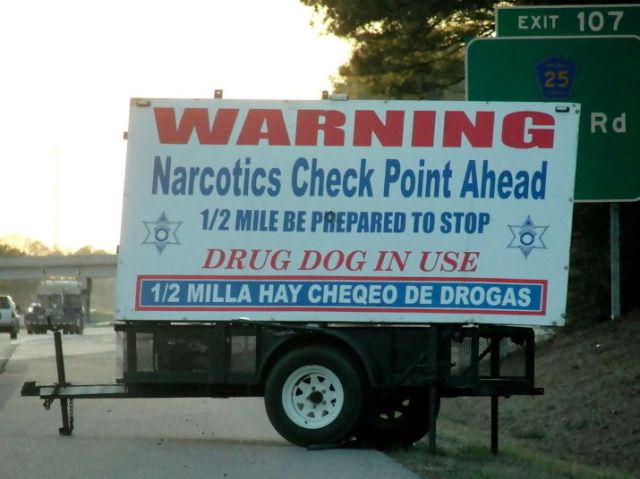 EXIT 107
25
Rd
WARNING
Narcotics Check Point Ahead
1/2 MILE BE PREPARED TO STOP
DRUG DOG IN USE
1/2 MILLA HAY CHEQEO DE DROGAS